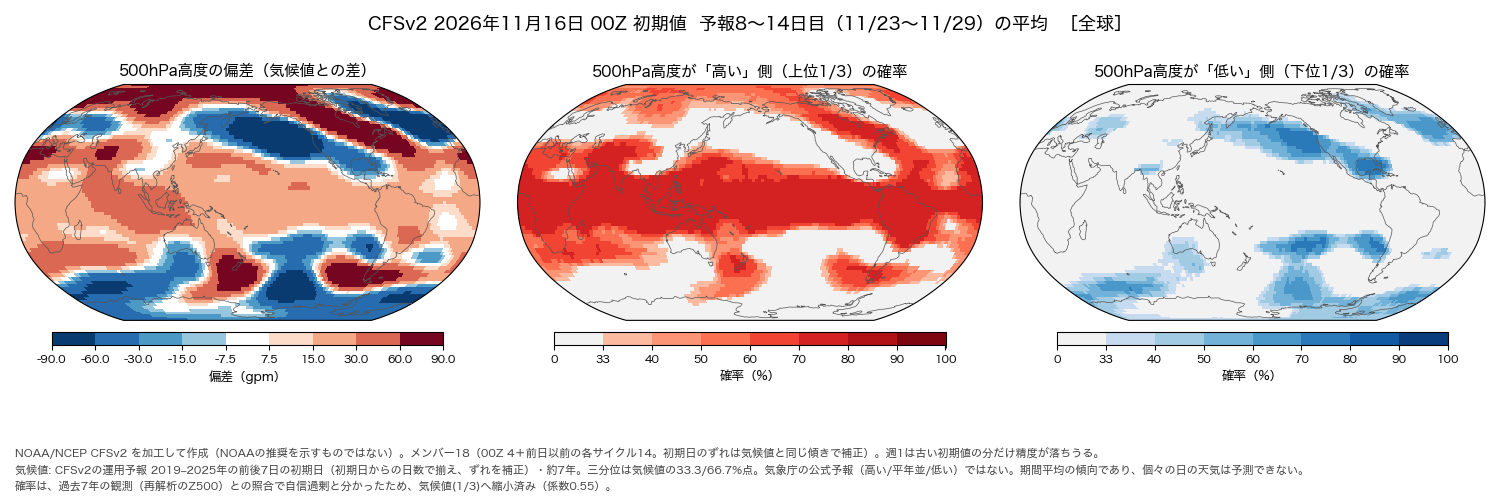 CFSv2 2026年11月16日 00Z 初期値 予報8〜14日目（11/23〜11/29）の平均 ［全球］
500hPa高度の偏差（気候値との差）
500hPa高度が「高い」側（上位1/3）の確率
500hPa高度が「低い」側（下位1/3）の確率
-90.0 -60.0 -30.0 -15.0 -7.5 7.5 15.0 30.0 60.0 90.0
偏差（gpm）
0 33 40 50 60 70 80 90 100
確率（%）
0 33 40 50 60 70 80 90 100
確率（%）
NOAA/NCEP CFSv2 を加工して作成（NOAAの推奨を示すものではない）。メンバー18（00Z 4＋前日以前の各サイクル14。初期日のずれは気候値と同じ傾きで補正）。週1は古い初期値の分だけ精度が落ちうる。
気候値: CFSv2の運用予報 2019–2025年の前後7日の初期日（初期日からの日数で揃え、ずれを補正）・約7年。三分位は気候値の33.3/66.7%点。気象庁の公式予報（高い/平年並/低い）ではない。期間平均の傾向であり、個々の日の天気は予測できない。
確率は、過去7年の観測（再解析のZ500）との照合で自信過剰と分かったため、気候値(1/3)へ縮小済み（係数0.55）。